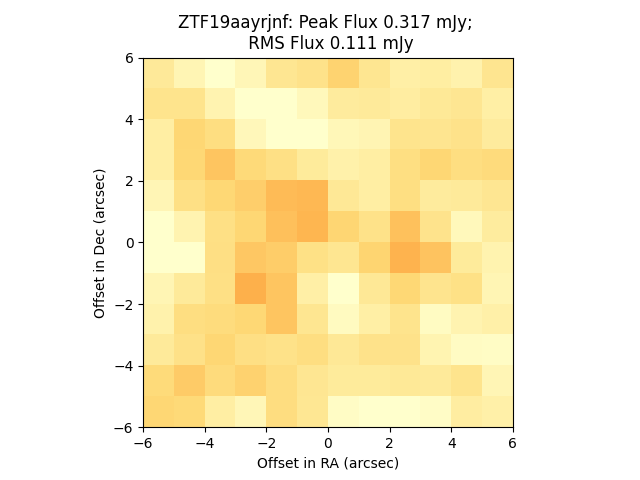 ZTF19aayrjnf: Peak Flux 0.317 mJy;
RMS Flux 0.111 mJy
6
4
2
0
−2
−4
−6
Offset in Dec (arcsec)
−6 −4 −2 0 2 4 6
Offset in RA (arcsec)